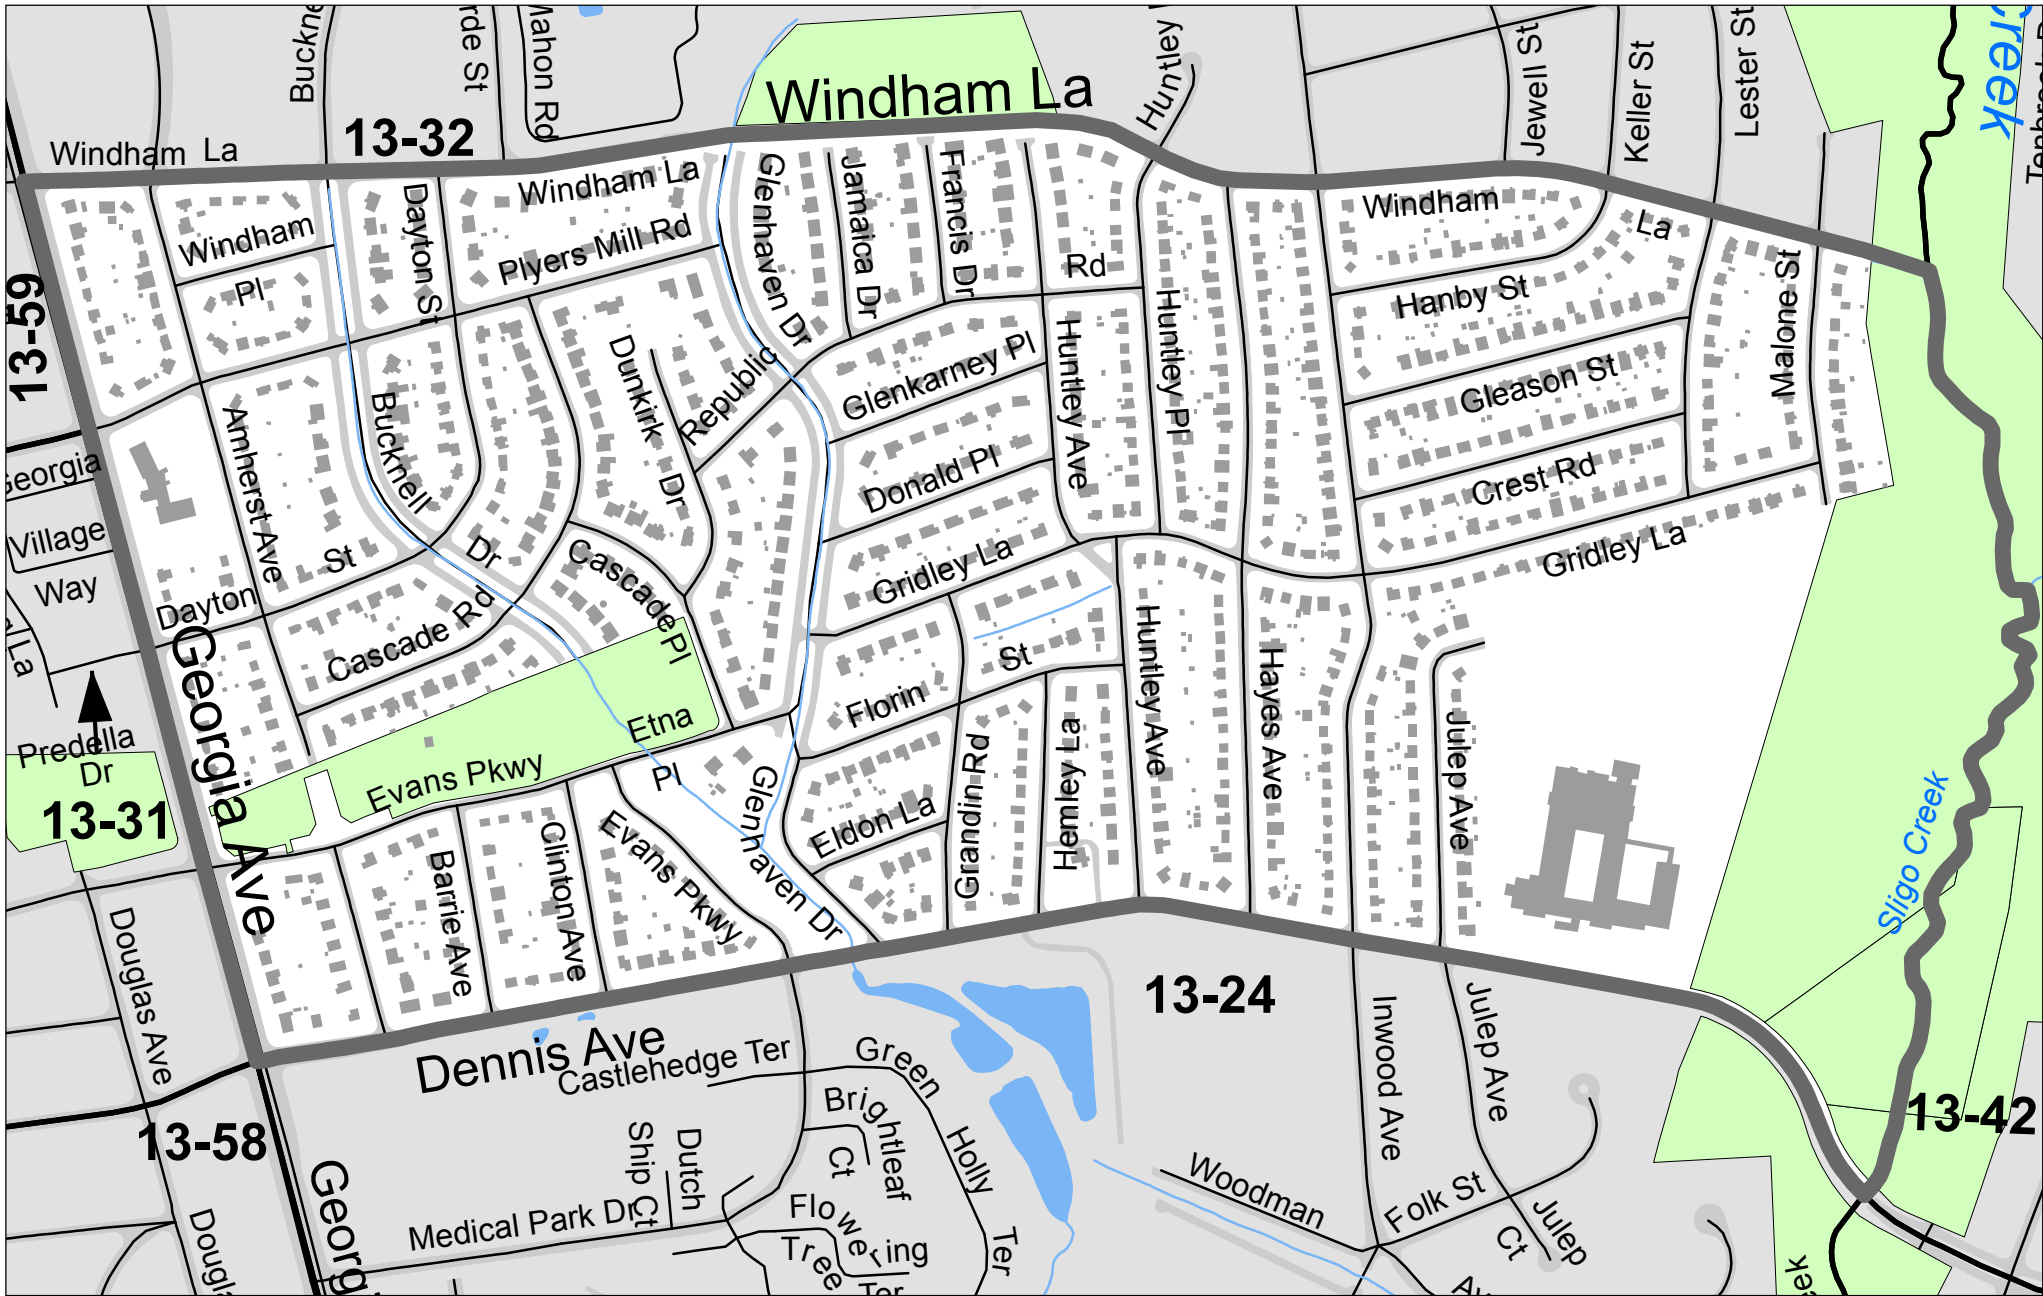 Creek
Mahon Rd
Jewell St
Keller St
Lester St
Windham La
13-32
Windham La
Windham La
Glenhaven Dr
Jamaica Dr
Francis Dr
Rd
Windham
La
Windham
Pl
Dayton St
Plyers Mill Rd
Hanby St
Malone St
13-59
Dunkirk Dr
Republic
Glenkarney Pl
Huntley Ave
Huntley Pl
Gleason St
Crest Rd
Bucknell
Dr
Amherst Ave
Georgia
Village
Way
Donald Pl
Gridley La
Gridley La
Dayton
St
Cascade Rd
Cascade
Pl
St
Florin
Huntley Ave
Hayes Ave
Georgia Ave
Predella
Dr
13-31
Evans Pkwy
Etna
Pl
Glenhaven Dr
Eldon La
Grandin Rd
Hemley La
Julep Ave
Sligo Creek
Barrie Ave
Clinton Ave
Evans Pkwy
Douglas Ave
13-24
Dennis Ave
Castlehedge Ter
Green
Holly
Ter
Inwood Ave
Julep Ave
13-42
13-58
Brightleaf
Ct
Dutch
Ship Ct
Medical Park Dr
Flowering
Tree
Ter
Woodman
Folk St
Julep
Ct